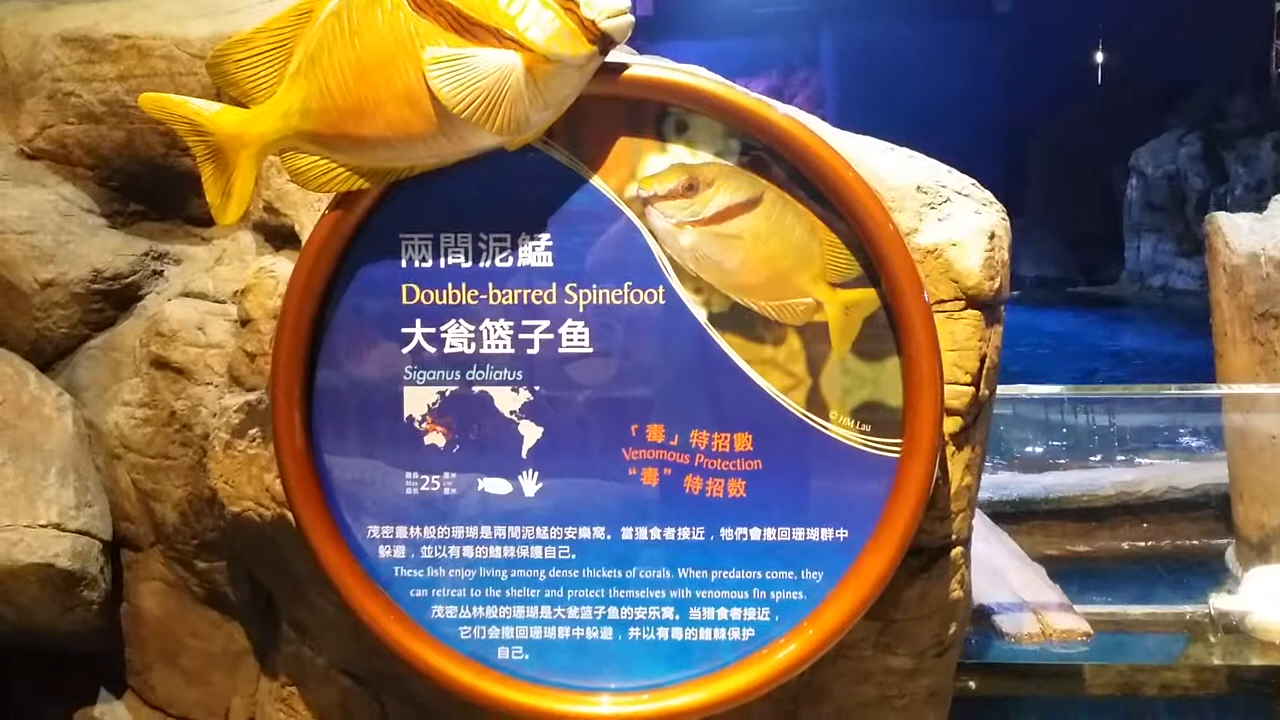 兩間泥鯭
Double-barred Spinefoot
大瓮篮子鱼
Siganus doliatus
© HM Lau
最長 厘米
Max 25 cm
最长 厘米
「毒」特招數
Venomous Protection
“毒”特招数
茂密叢林般的珊瑚是兩間泥鯭的安樂窩。當獵食者接近，牠們會撤回珊瑚群中
躲避，並以有毒的鰭棘保護自己。
These fish enjoy living among dense thickets of corals. When predators come, they
can retreat to the shelter and protect themselves with venomous fin spines.
茂密丛林般的珊瑚是大瓮篮子鱼的安乐窝。当猎食者接近，
它们会撤回珊瑚群中躲避，并以有毒的鳍棘保护
自己。